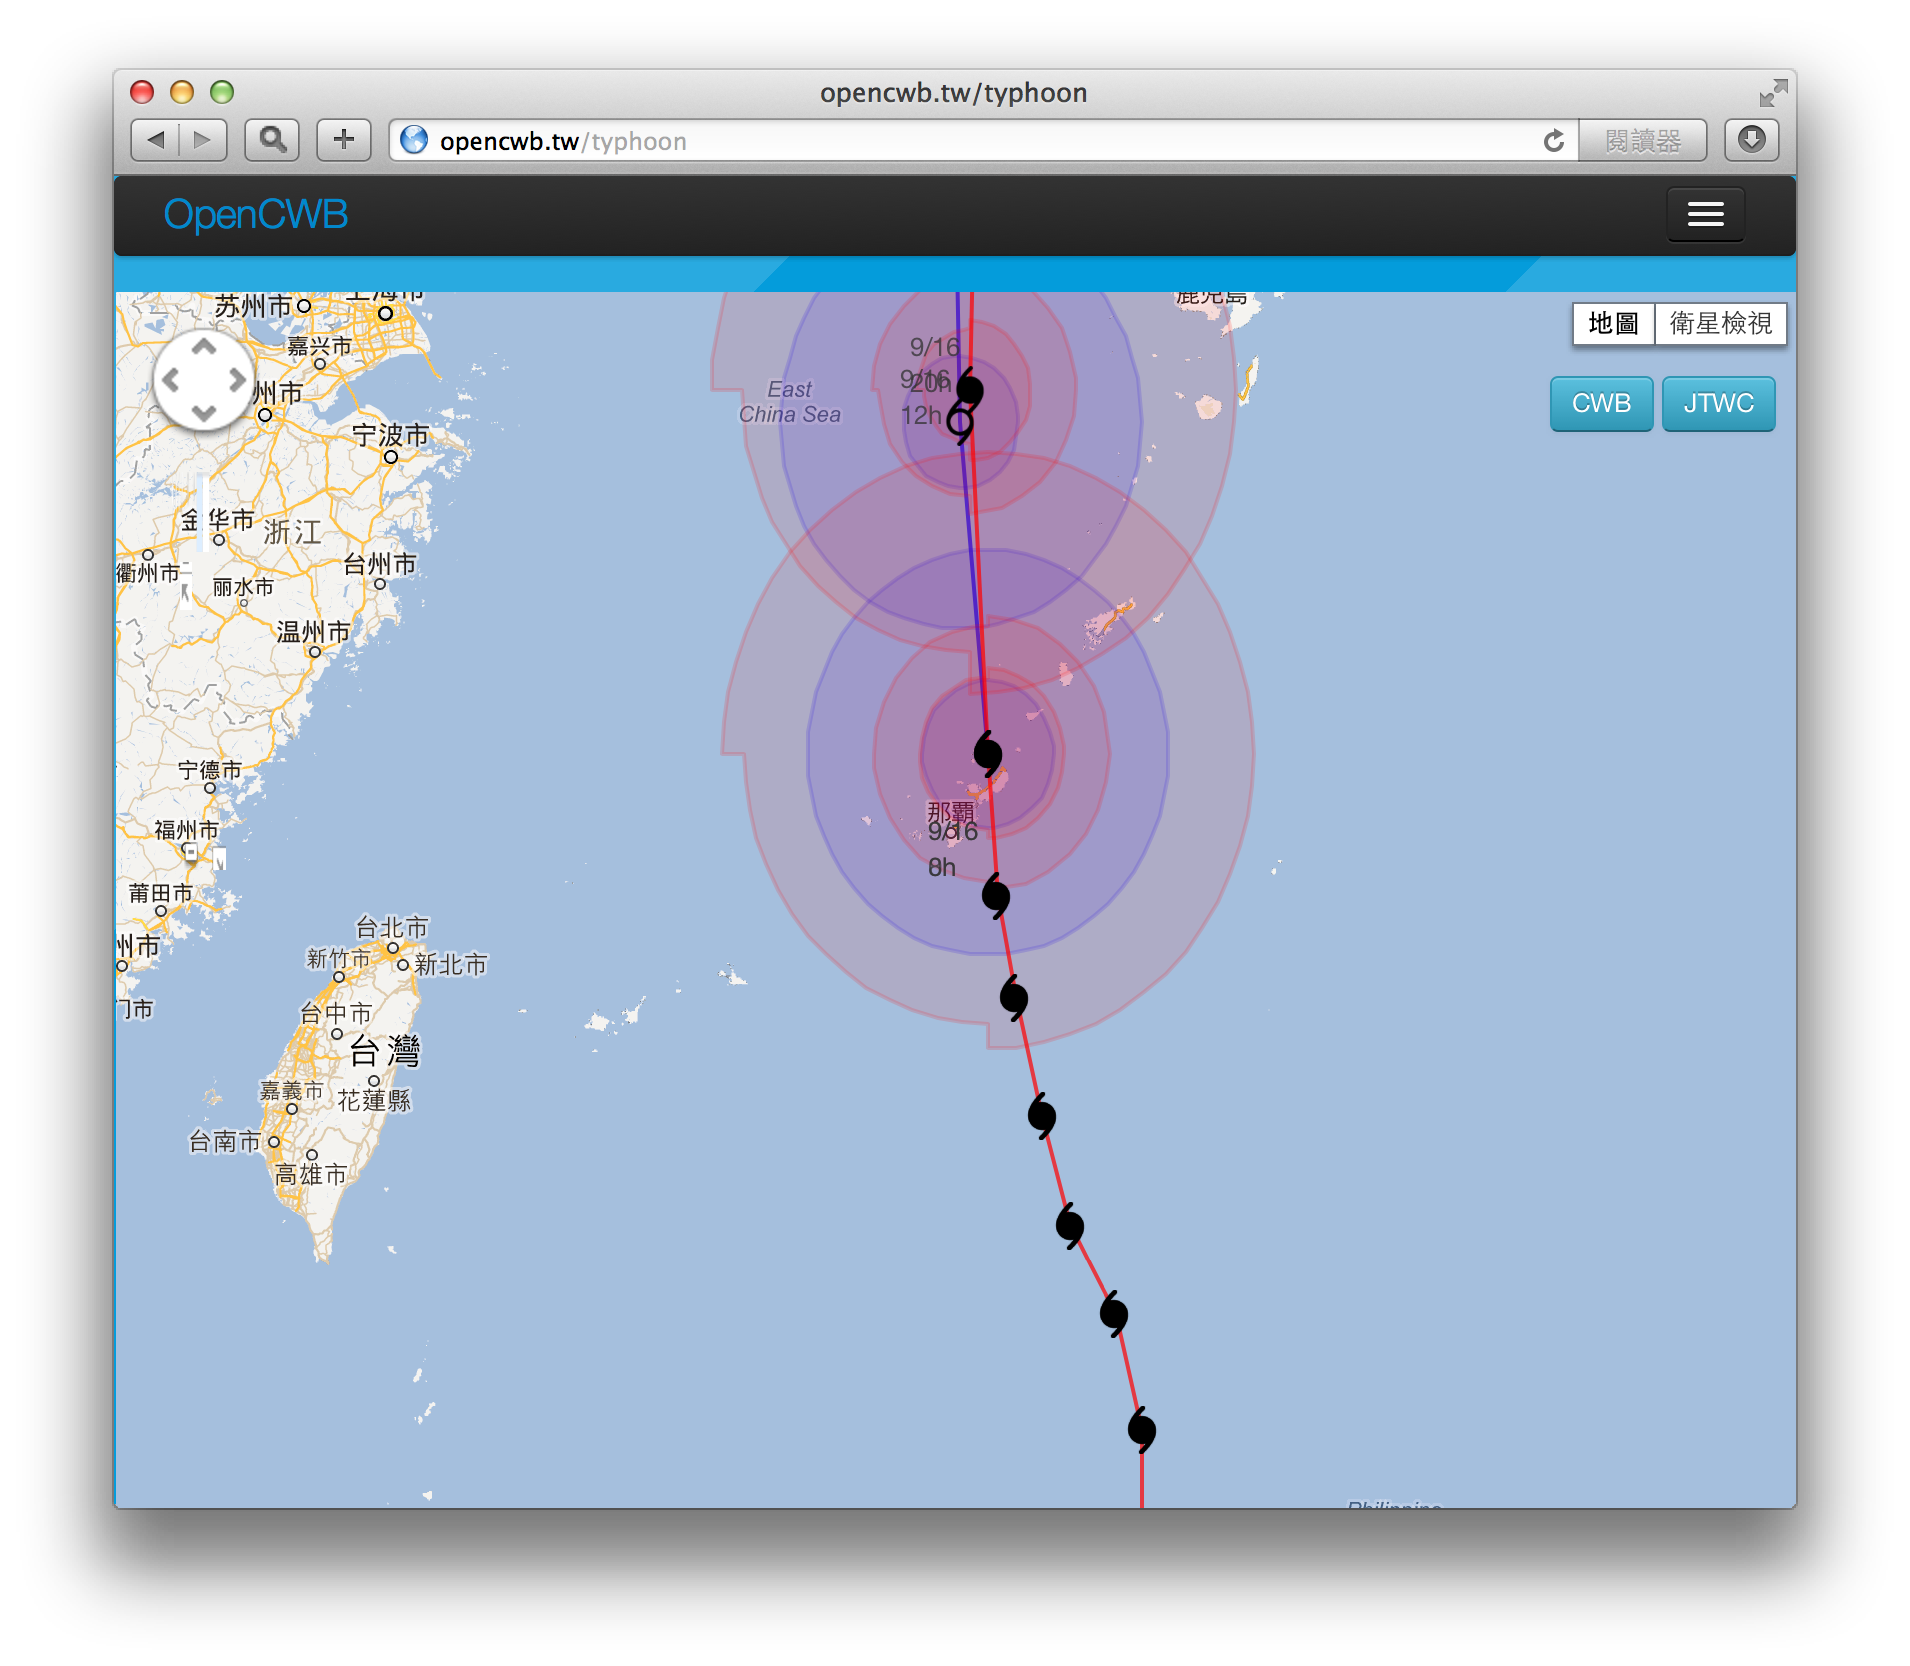 opencwb.tw/typhoon
opencwb.tw/typhoon
閱讀器
OpenCWB
地圖
衛星檢視
CWB
JTWC
苏州市
上海市
嘉兴市
州市
宁波市
金华市
浙江
衢州市
丽水市
台州市
温州市
宁德市
福州市
莆田市
州市
门市
台北市
新竹市
新北市
台中市
台灣
嘉義市
花蓮縣
台南市
高雄市
East
China Sea
鹿児島
9/16
9/16
20h
12h
那覇
9/16
Philippine